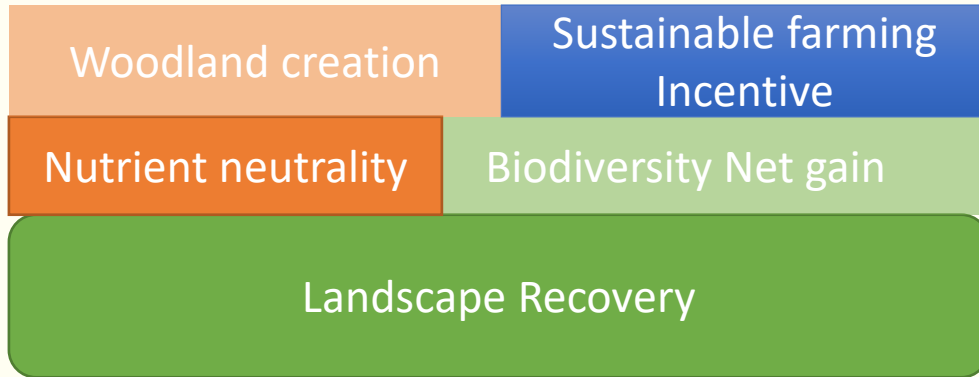 Woodland creation
Sustainable farming
Incentive
Nutrient neutrality
Biodiversity Net gain
Landscape Recovery